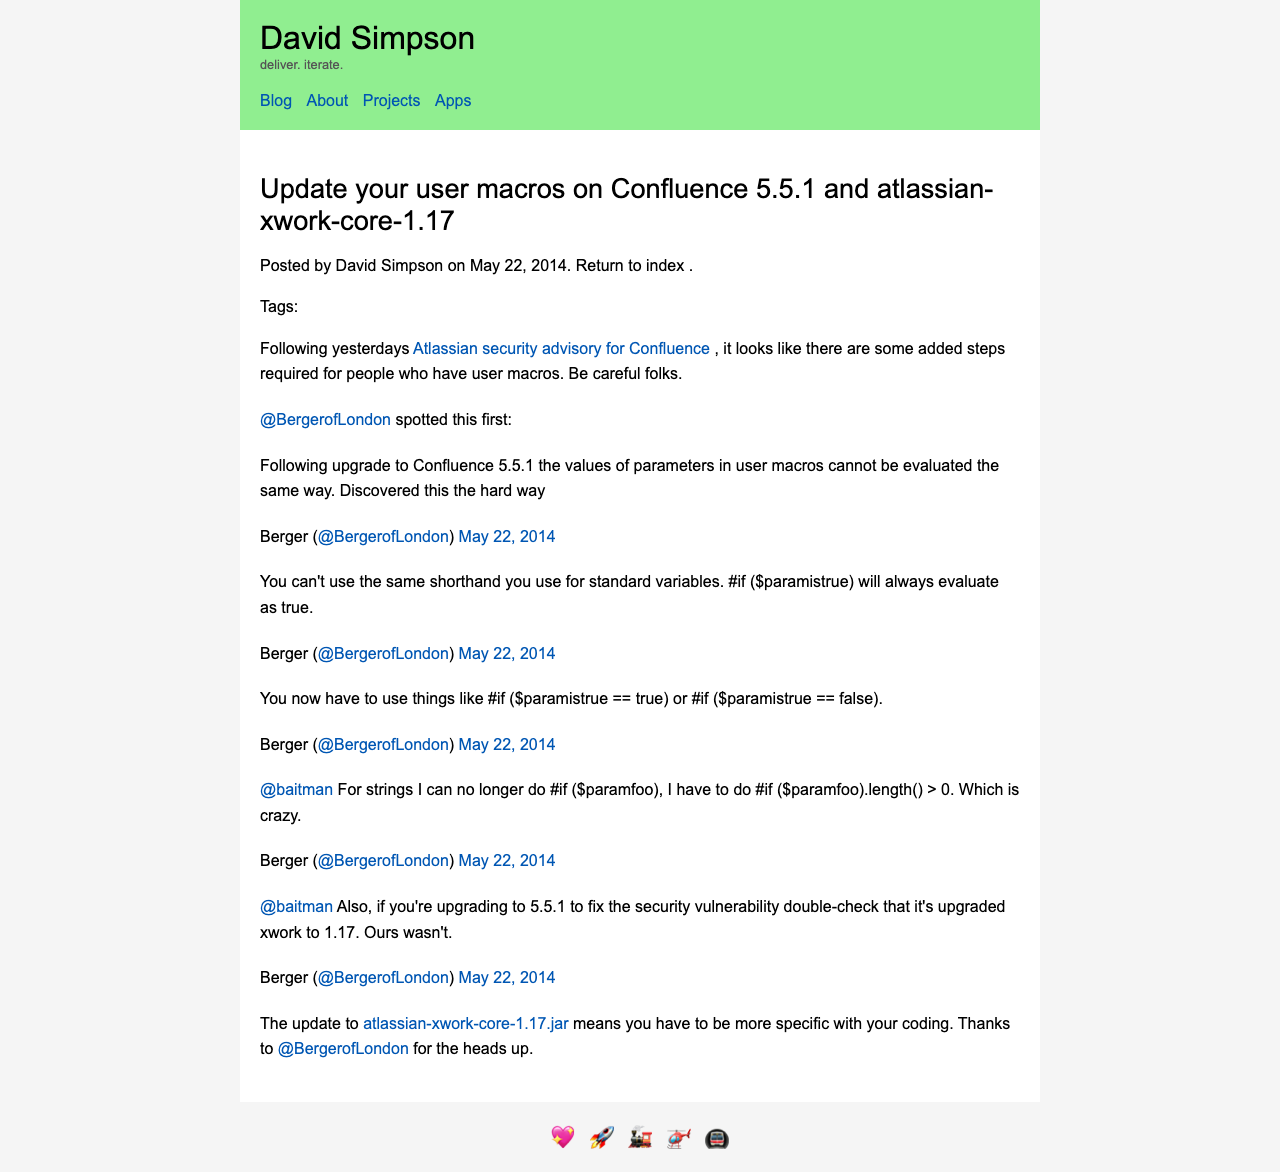 David Simpson
deliver. iterate.
Blog About Projects Apps
Update your user macros on Confluence 5.5.1 and atlassian-
xwork-core-1.17
Posted by David Simpson on May 22, 2014. Return to index .
Tags:
Following yesterdays Atlassian security advisory for Confluence , it looks like there are some added steps
required for people who have user macros. Be careful folks.
@BergerofLondon spotted this first:
Following upgrade to Confluence 5.5.1 the values of parameters in user macros cannot be evaluated the
same way. Discovered this the hard way
Berger (@BergerofLondon) May 22, 2014
You can't use the same shorthand you use for standard variables. #if ($paramistrue) will always evaluate
as true.
Berger (@BergerofLondon) May 22, 2014
You now have to use things like #if ($paramistrue == true) or #if ($paramistrue == false).
Berger (@BergerofLondon) May 22, 2014
@baitman For strings I can no longer do #if ($paramfoo), I have to do #if ($paramfoo).length() > 0. Which is
crazy.
Berger (@BergerofLondon) May 22, 2014
@baitman Also, if you're upgrading to 5.5.1 to fix the security vulnerability double-check that it's upgraded
xwork to 1.17. Ours wasn't.
Berger (@BergerofLondon) May 22, 2014
The update to atlassian-xwork-core-1.17.jar means you have to be more specific with your coding. Thanks
to @BergerofLondon for the heads up.